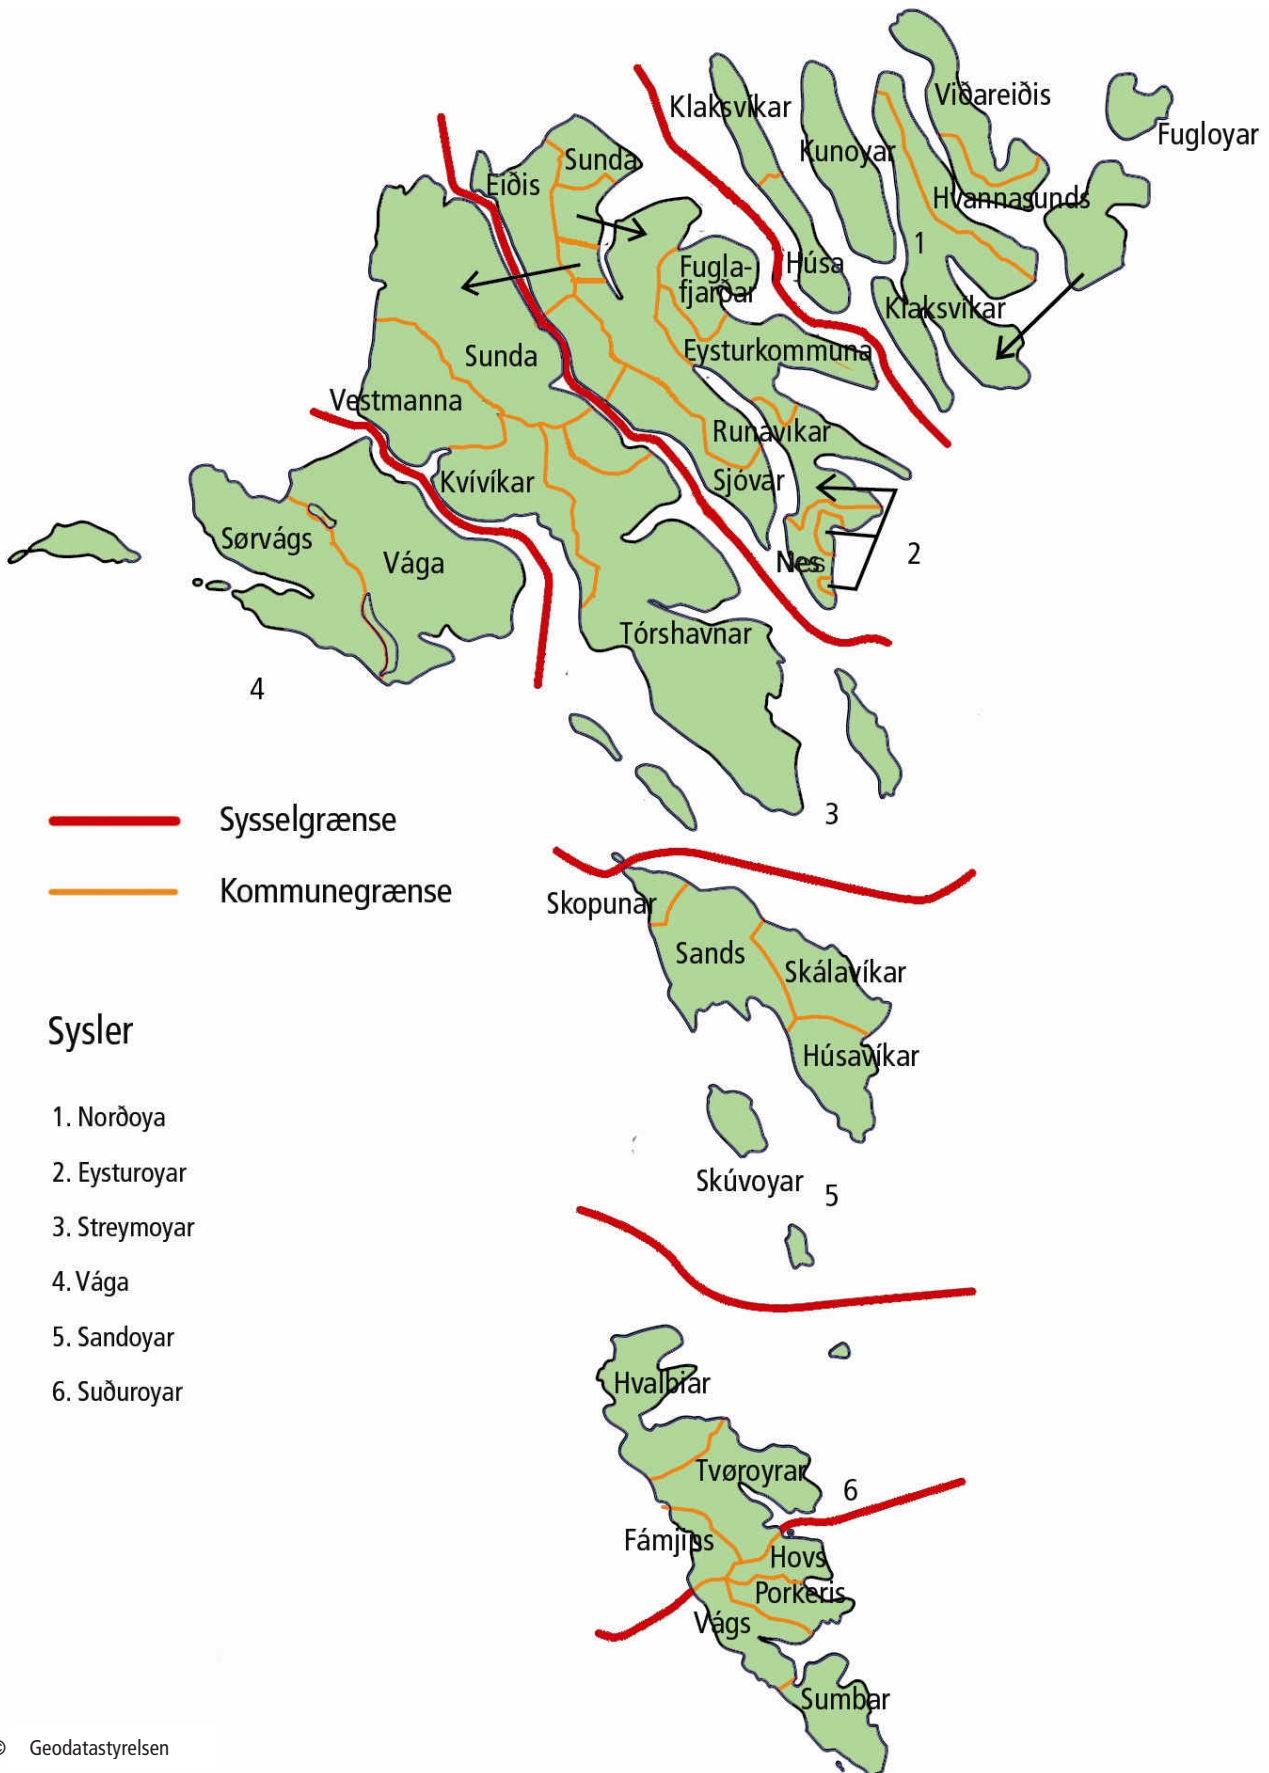 Klaksvíkar
Viðareiðis
Fugloyar
Kunoyar
Sunda
Eiðis
Hvannasunds
1
Fugla-
fjarðar
Húsa
Klaksvíkar
Eysturkommuna
Sunda
Vestmanna
Runavíkar
Kvívíkar
Sjóvar
Sørvágs
Vága
Nes
2
Tórshavnar
4
3
Sysselgrænse
Kommunegrænse
Skopunar
Sands
Skálavíkar
Húsavíkar
Skúvoyar
5
Sysler
1. Norðoya
2. Eysturoyar
3. Streymoyar
4. Vága
5. Sandoyar
6. Suðuroyar
Hvalbiar
Tvøroyrar
6
Fámjins
Hovs
Porkeris
Vágs
Sumbar
© Geodatastyrelsen